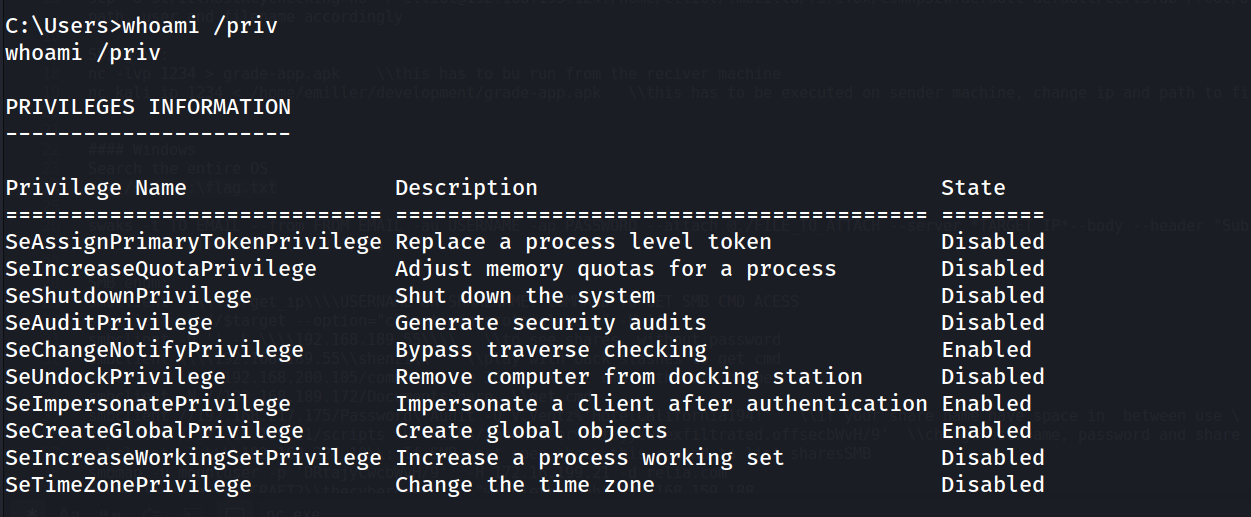 C:\Users>whoami /priv
whoami /priv
PRIVILEGES INFORMATION
----------------------
Privilege Name Description State
============================= ========================================= ========
SeAssignPrimaryTokenPrivilege Replace a process level token Disabled
SeIncreaseQuotaPrivilege Adjust memory quotas for a process Disabled
SeShutdownPrivilege Shut down the system Disabled
SeAuditPrivilege Generate security audits Disabled
SeChangeNotifyPrivilege Bypass traverse checking Enabled
SeUndockPrivilege Remove computer from docking station Disabled
SeImpersonatePrivilege Impersonate a client after authentication Enabled
SeCreateGlobalPrivilege Create global objects Enabled
SeIncreaseWorkingSetPrivilege Increase a process working set Disabled
SeTimeZonePrivilege Change the time zone Disabled